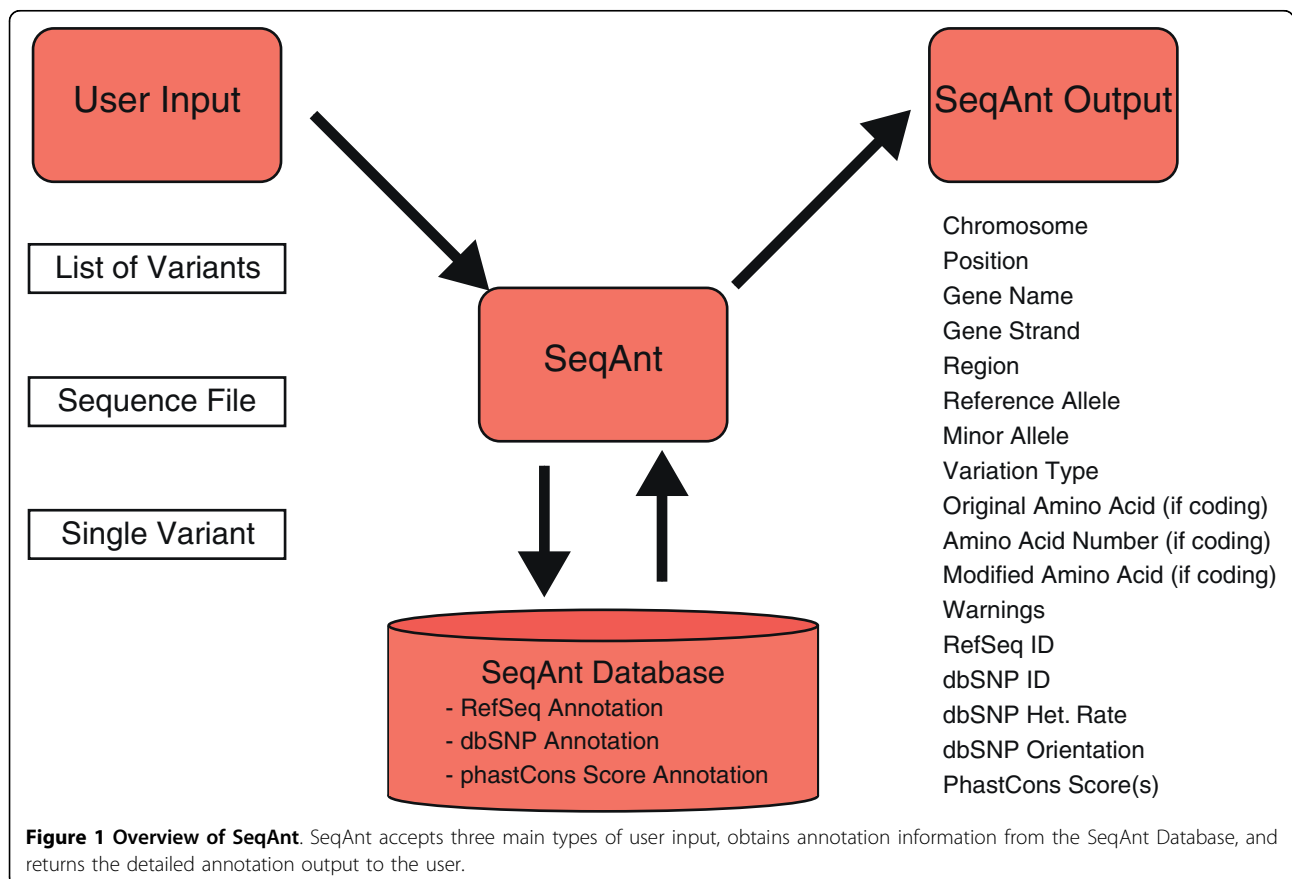 User Input
List of Variants
Sequence File
Single Variant
SeqAnt
SeqAnt Database
- RefSeq Annotation
- dbSNP Annotation
- phastCons Score Annotation
SeqAnt Output
Chromosome
Position
Gene Name
Gene Strand
Region
Reference Allele
Minor Allele
Variation Type
Original Amino Acid (if coding)
Amino Acid Number (if coding)
Modified Amino Acid (if coding)
Warnings
RefSeq ID
dbSNP ID
dbSNP Het. Rate
dbSNP Orientation
PhastCons Score(s)
Figure 1 Overview of SeqAnt. SeqAnt accepts three main types of user input, obtains annotation information from the SeqAnt Database, and
returns the detailed annotation output to the user.